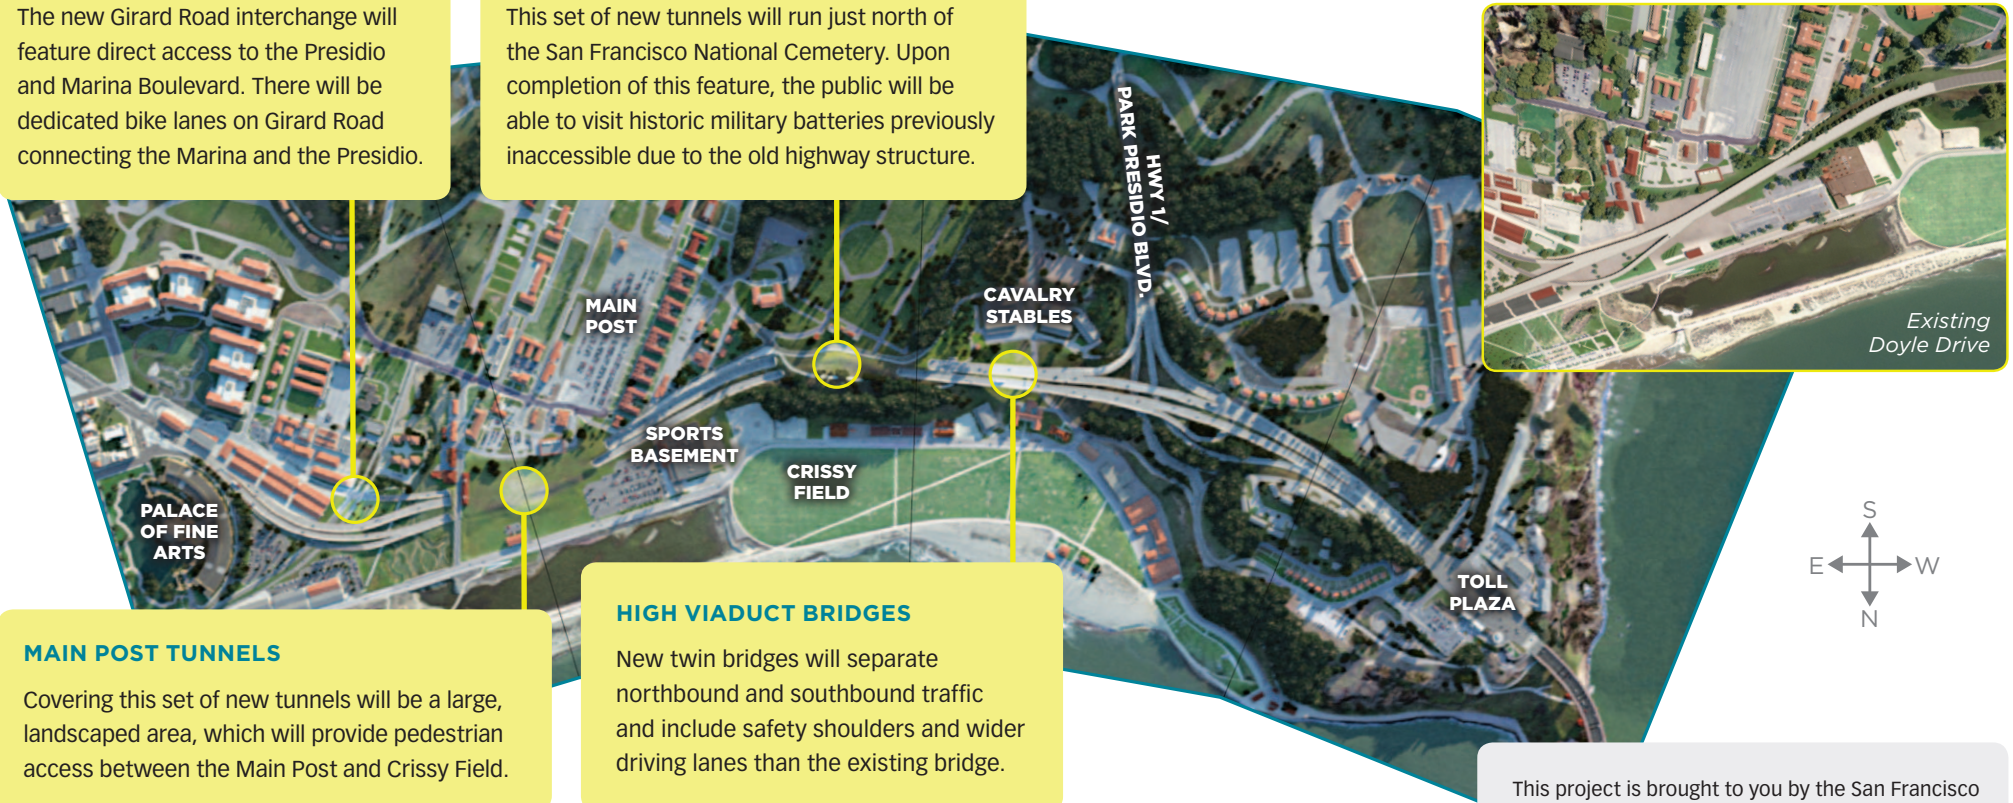 The new Girard Road interchange will
feature direct access to the Presidio
and Marina Boulevard. There will be
dedicated bike lanes on Girard Road
connecting the Marina and the Presidio.
This set of new tunnels will run just north of
the San Francisco National Cemetery. Upon
completion of this feature, the public will be
able to visit historic military batteries previously
inaccessible due to the old highway structure.
HWY 1/
PARK PRESIDIO BLVD.
Existing
Doyle Drive
MAIN
POST
CAVALRY
STABLES
SPORTS
BASEMENT
CRISSY
FIELD
PALACE
OF FINE
ARTS
TOLL
PLAZA
S
E
W
N
MAIN POST TUNNELS
Covering this set of new tunnels will be a large,
landscaped area, which will provide pedestrian
access between the Main Post and Crissy Field.
HIGH VIADUCT BRIDGES
New twin bridges will separate
northbound and southbound traffic
and include safety shoulders and wider
driving lanes than the existing bridge.
This project is brought to you by the San Francisco